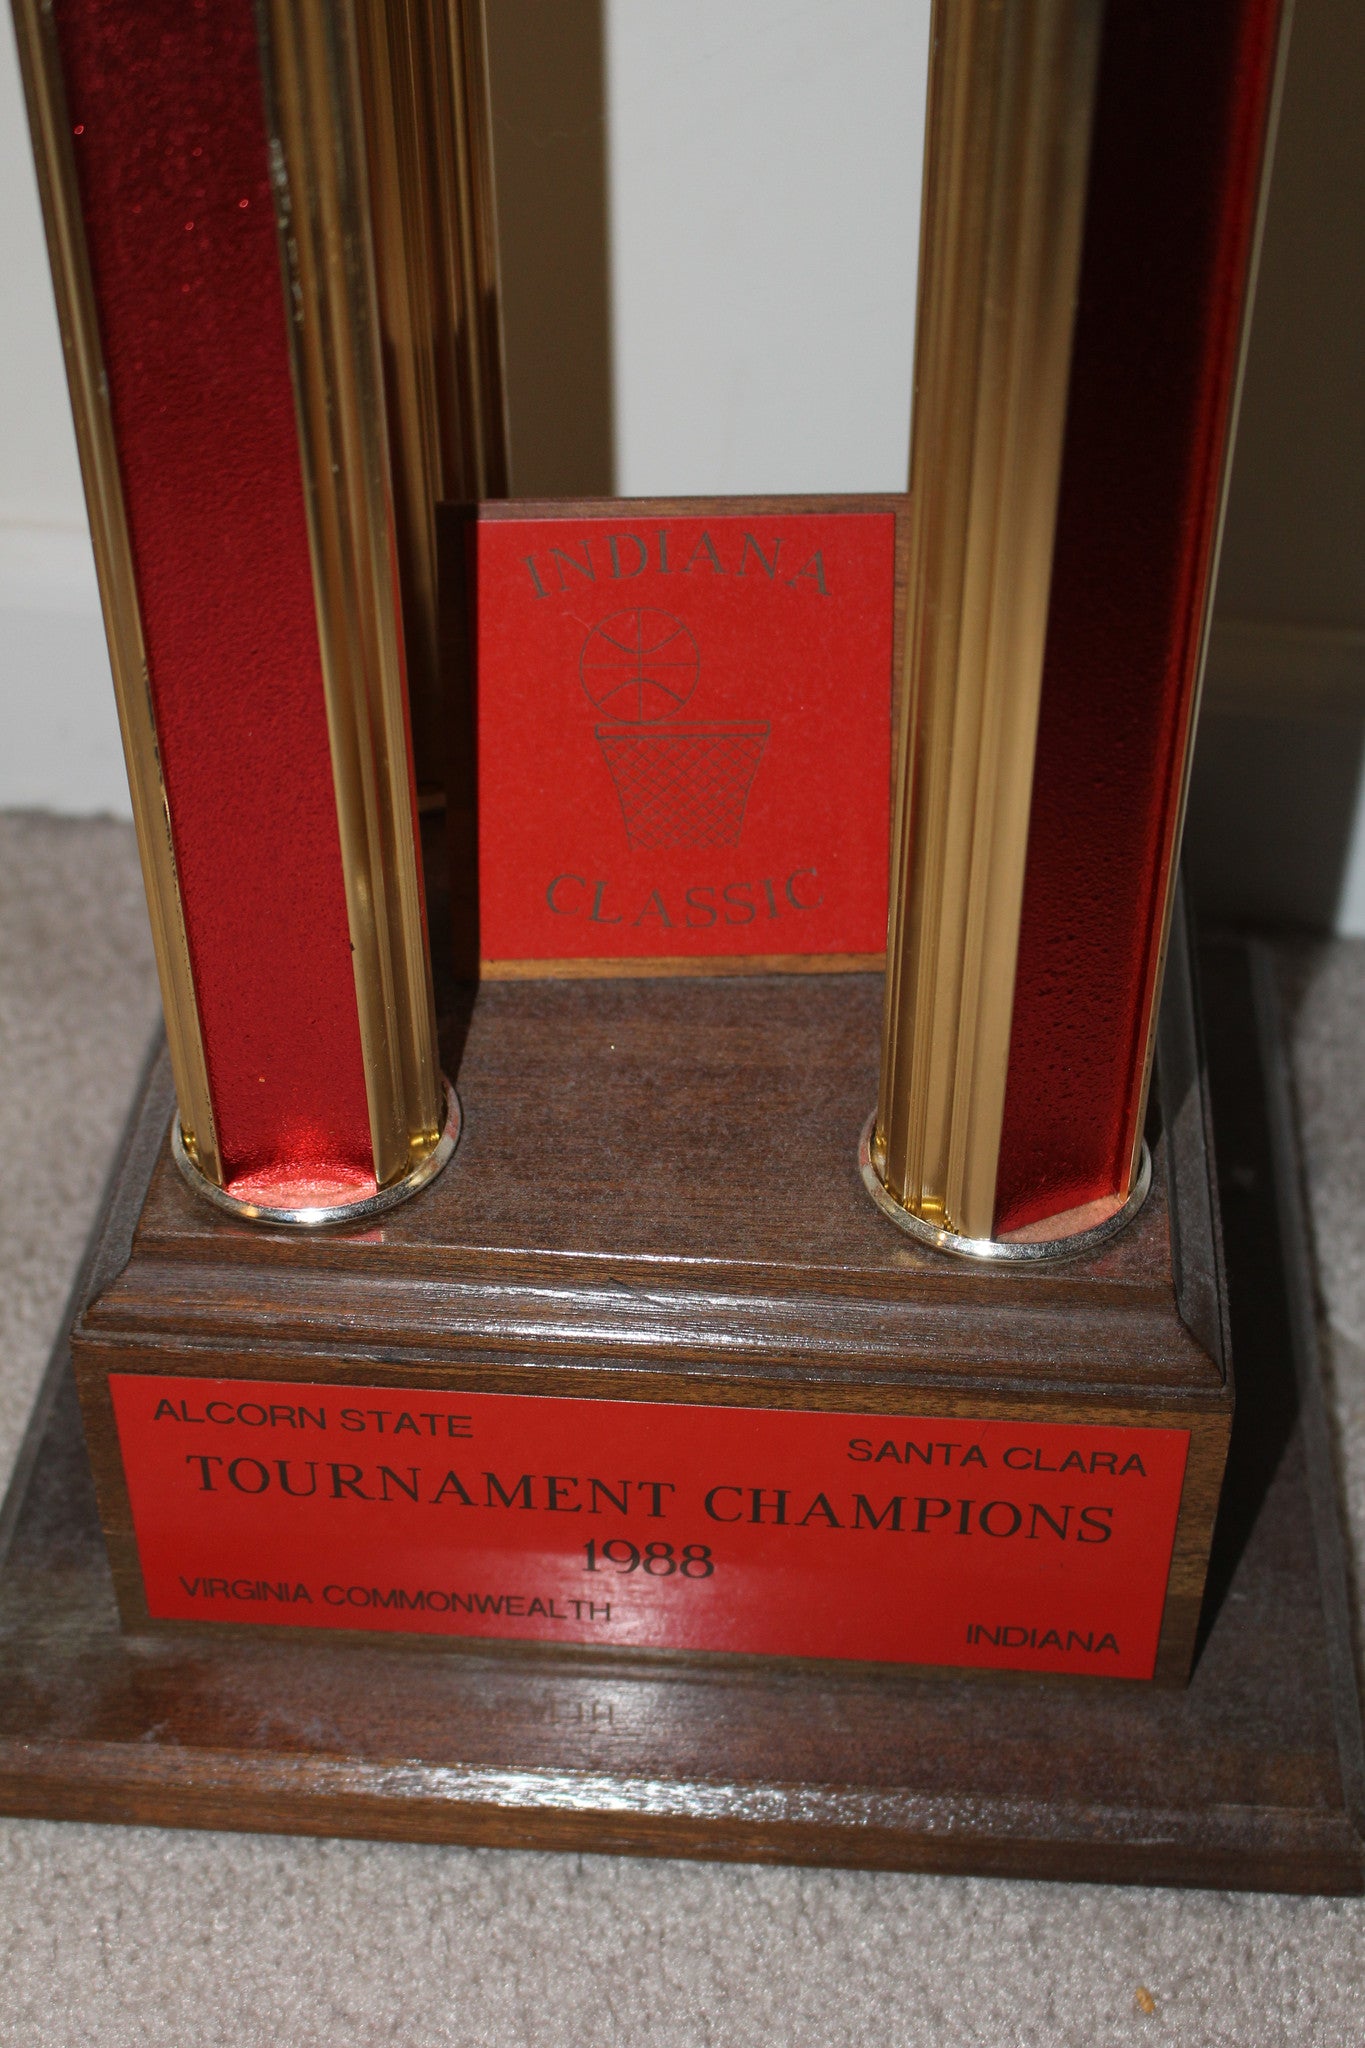 INDIANA
CLASSIC
ALCORN STATE
SANTA CLARA
TOURNAMENT CHAMPIONS
1988
VIRGINIA COMMONWEALTH
INDIANA